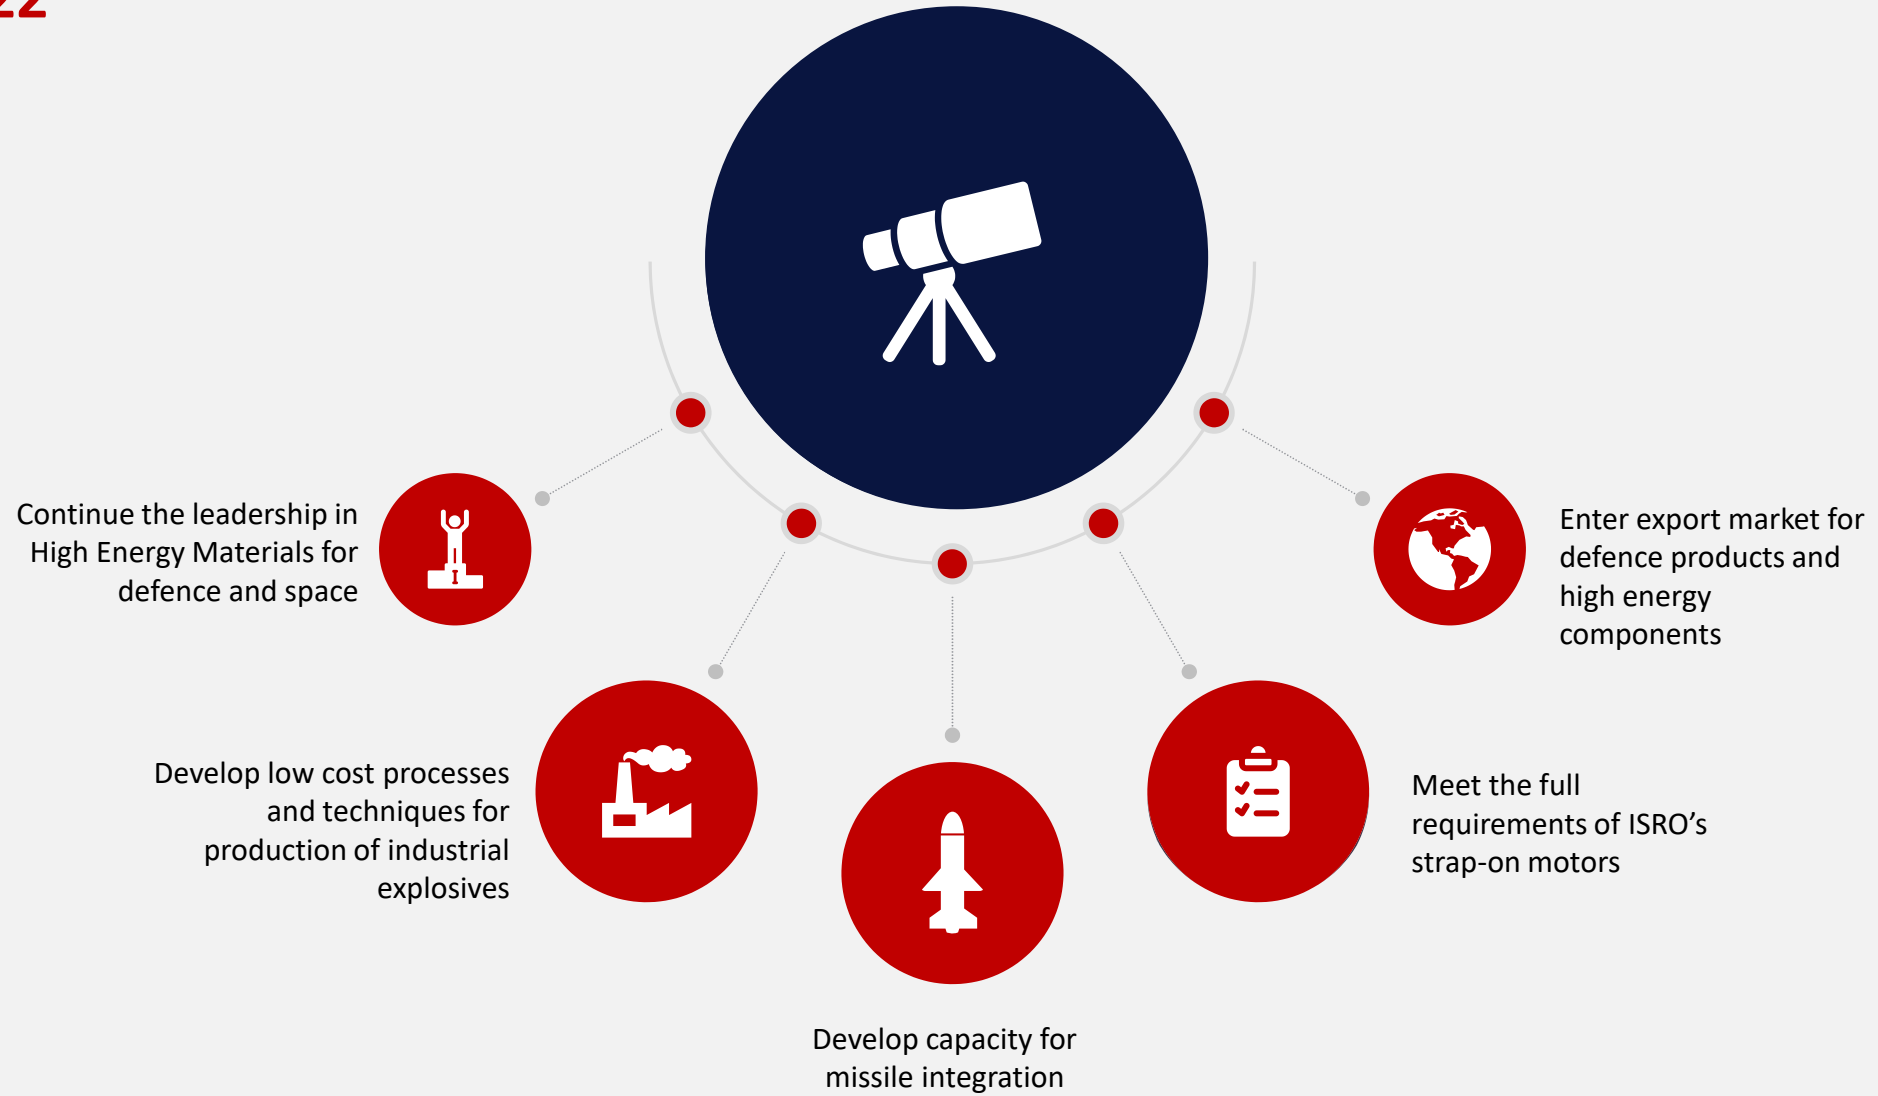 Continue the leadership in
High Energy Materials for
defence and space
Develop low cost processes
and techniques for
production of industrial
explosives
Develop capacity for
missile integration
Meet the full
requirements of ISRO’s
strap-on motors
Enter export market for
defence products and
high energy
components